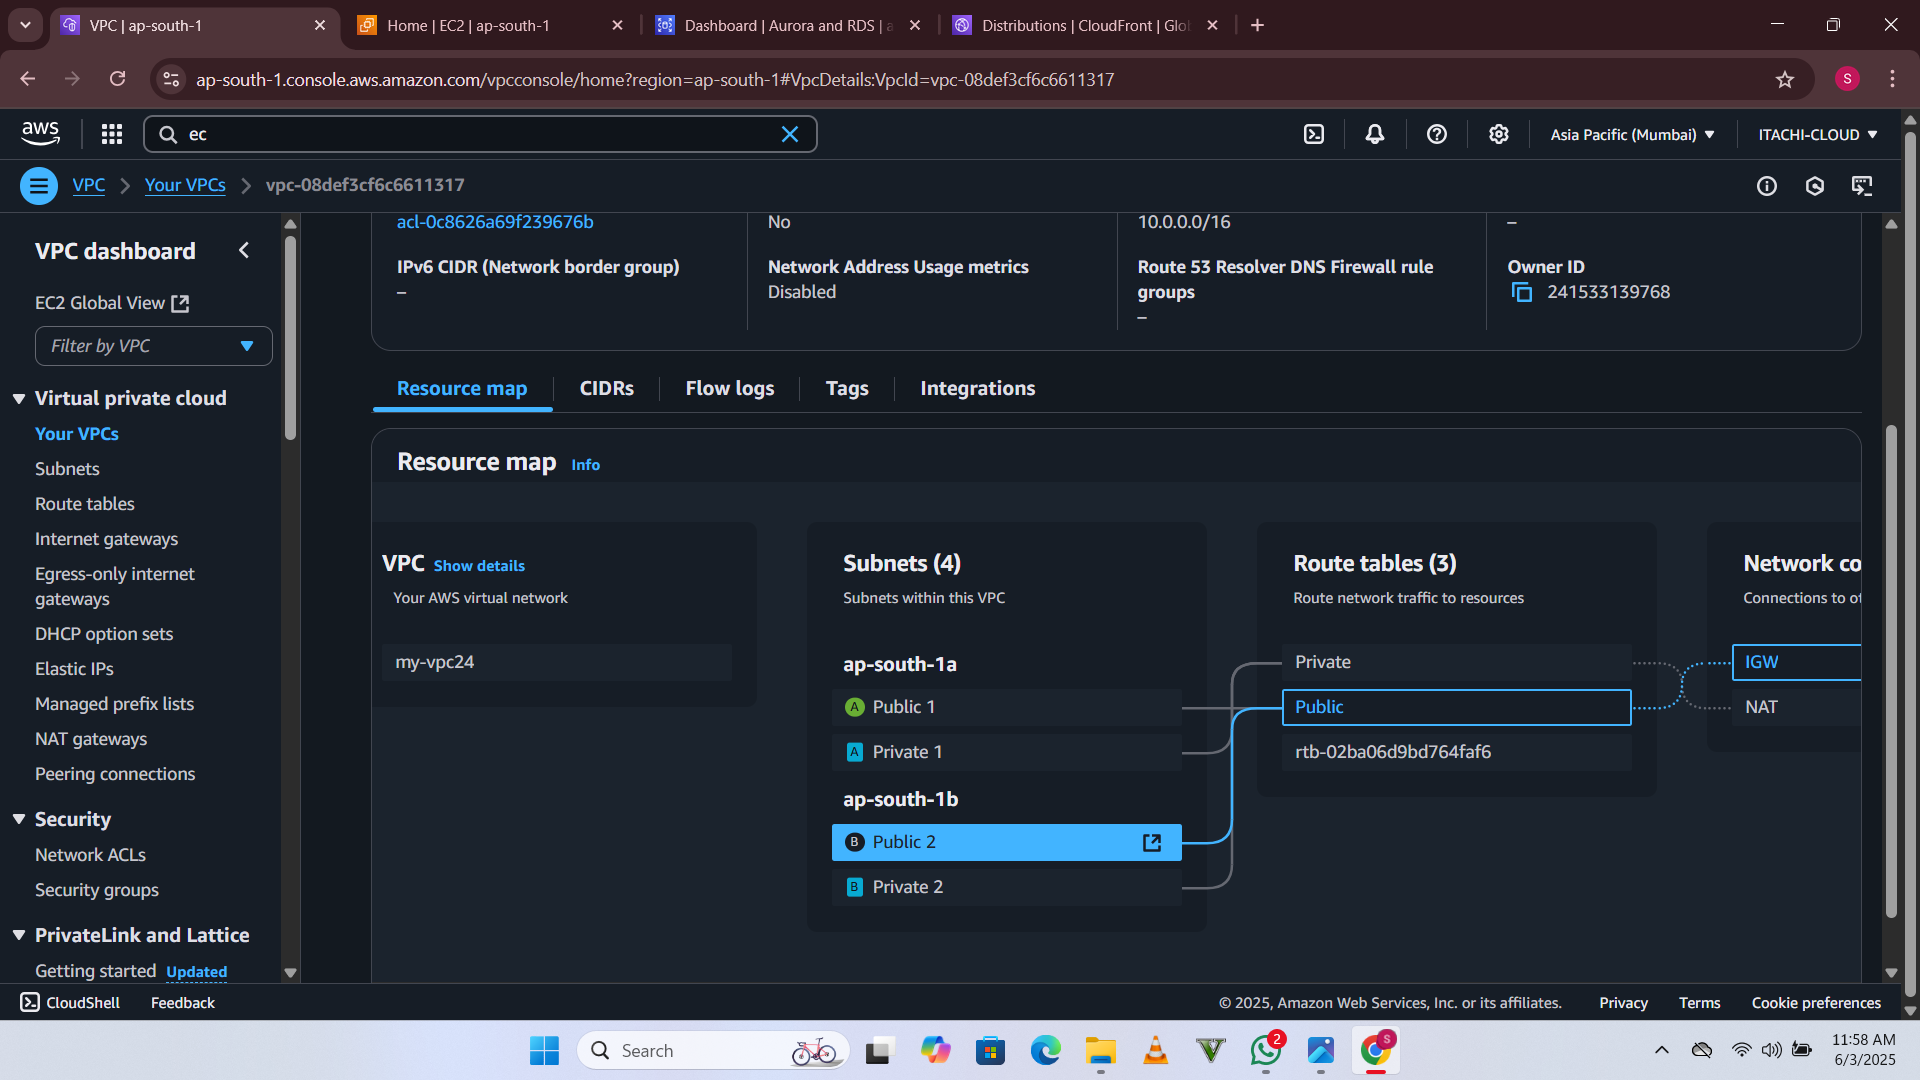 VPC | ap-south-1
Home | EC2 | ap-south-1
Dashboard | Aurora and RDS | a
Distributions | CloudFront | Glo
ap-south-1.console.aws.amazon.com/vpcconsole/home?region=ap-south-1#VpcDetails:VpcId=vpc-08def3cf6c6611317
S
aws
ec
Asia Pacific (Mumbai)
ITACHI-CLOUD
VPC
Your VPCs
vpc-08def3cf6c6611317
VPC dashboard
EC2 Global View
Filter by VPC
Virtual private cloud
Your VPCs
Subnets
Route tables
Internet gateways
Egress-only internet
gateways
DHCP option sets
Elastic IPs
Managed prefix lists
NAT gateways
Peering connections
Security
Network ACLs
Security groups
PrivateLink and Lattice
Getting started Updated
acl-0c8626a69f239676b
No
10.0.0.0/16
–
IPv6 CIDR (Network border group)
–
Network Address Usage metrics
Disabled
Route 53 Resolver DNS Firewall rule
groups
–
Owner ID
241533139768
Resource map
CIDRs
Flow logs
Tags
Integrations
Resource map Info
VPC Show details
Your AWS virtual network
my-vpc24
Subnets (4)
Subnets within this VPC
ap-south-1a
A Public 1
A Private 1
ap-south-1b
B Public 2
B Private 2
Route tables (3)
Route network traffic to resources
Private
Public
rtb-02ba06d9bd764faf6
Network co
Connections to ot
IGW
NAT
CloudShell
Feedback
© 2025, Amazon Web Services, Inc. or its affiliates.
Privacy
Terms
Cookie preferences
Search
2
S
11:58 AM
6/3/2025